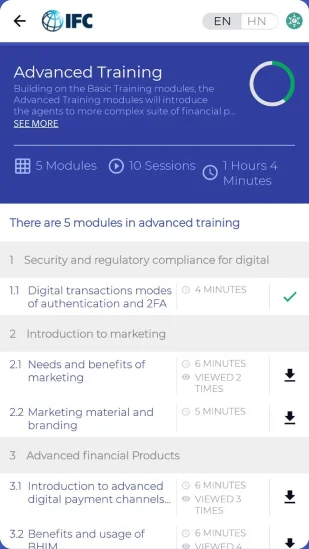 IFC
EN HN
Advanced Training
Building on the Basic Training modules, the
Advanced Training modules will introduce
the agents to more complex suite of financial p...
SEE MORE
5 Modules
10 Sessions
1 Hours 4
Minutes
There are 5 modules in advanced training
1 Security and regulatory compliance for digital
1.1 Digital transactions modes
of authentication and 2FA
4 MINUTES
2 Introduction to marketing
2.1 Needs and benefits of
marketing
6 MINUTES
VIEWED 2
TIMES
2.2 Marketing material and
branding
5 MINUTES
3 Advanced financial Products
3.1 Introduction to advanced
digital payment channels...
6 MINUTES
VIEWED 3
TIMES
3.2 Benefits and usage of
BHIM
6 MINUTES
VIEWED 4